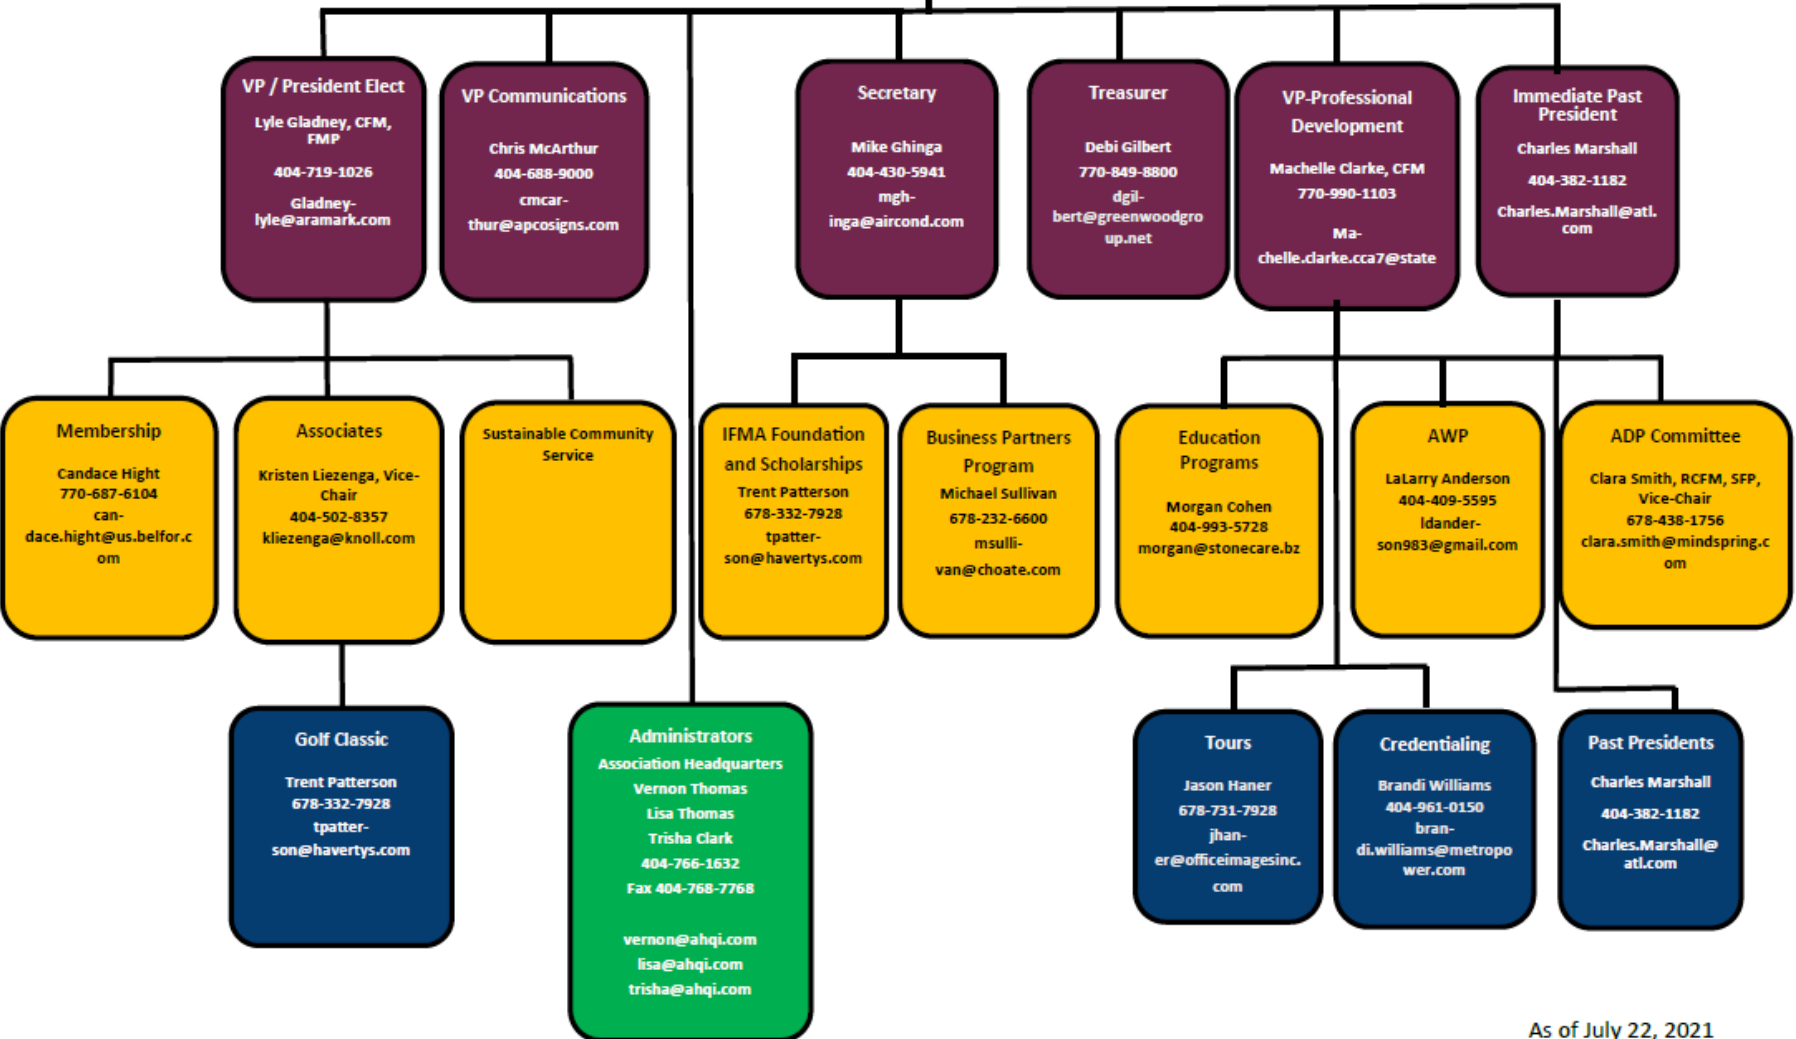 VP / President Elect
Lyle Gladney, CFM,
FMP
404-719-1026
Gladney-
lyle@aramark.com
VP Communications
Chris McArthur
404-688-9000
cmcar-
thur@apcosigns.com
Secretary
Mike Ghinga
404-430-5941
mgh-
inga@aircond.com
Treasurer
Debi Gilbert
770-849-8800
dgil-
bert@greenwoodgro
up.net
VP-Professional
Development
Machelle Clarke, CFM
770-990-1103
Ma-
chelle.clarke.cca7@state
Immediate Past
President
Charles Marshall
404-382-1182
Charles.Marshall@atl.
com
Membership
Candace Hight
770-687-6104
can-
dace.hight@us.belfor.c
om
Associates
Kristen Liezenga, Vice-
Chair
404-502-8357
kliezenga@knoll.com
Sustainable Community
Service
IFMA Foundation
and Scholarships
Trent Patterson
678-332-7928
tpatter-
son@havertys.com
Business Partners
Program
Michael Sullivan
678-232-6600
msulli-
van@choate.com
Education
Programs
Morgan Cohen
404-993-5728
morgan@stonecare.bz
AWP
LaLarry Anderson
404-409-5595
ldander-
son983@gmail.com
ADP Committee
Clara Smith, RCFM, SFP,
Vice-Chair
678-438-1756
clara.smith@mindspring.c
om
Golf Classic
Trent Patterson
678-332-7928
tpatter-
son@havertys.com
Administrators
Association Headquarters
Vernon Thomas
Lisa Thomas
Trisha Clark
404-766-1632
Fax 404-768-7768
vernon@ahqi.com
lisa@ahqi.com
trisha@ahqi.com
Tours
Jason Haner
678-731-7928
jhan-
er@officeimagesinc.
com
Credentialing
Brandi Williams
404-961-0150
bran-
di.williams@metropo
wer.com
Past Presidents
Charles Marshall
404-382-1182
Charles.Marshall@
atl.com
As of July 22, 2021